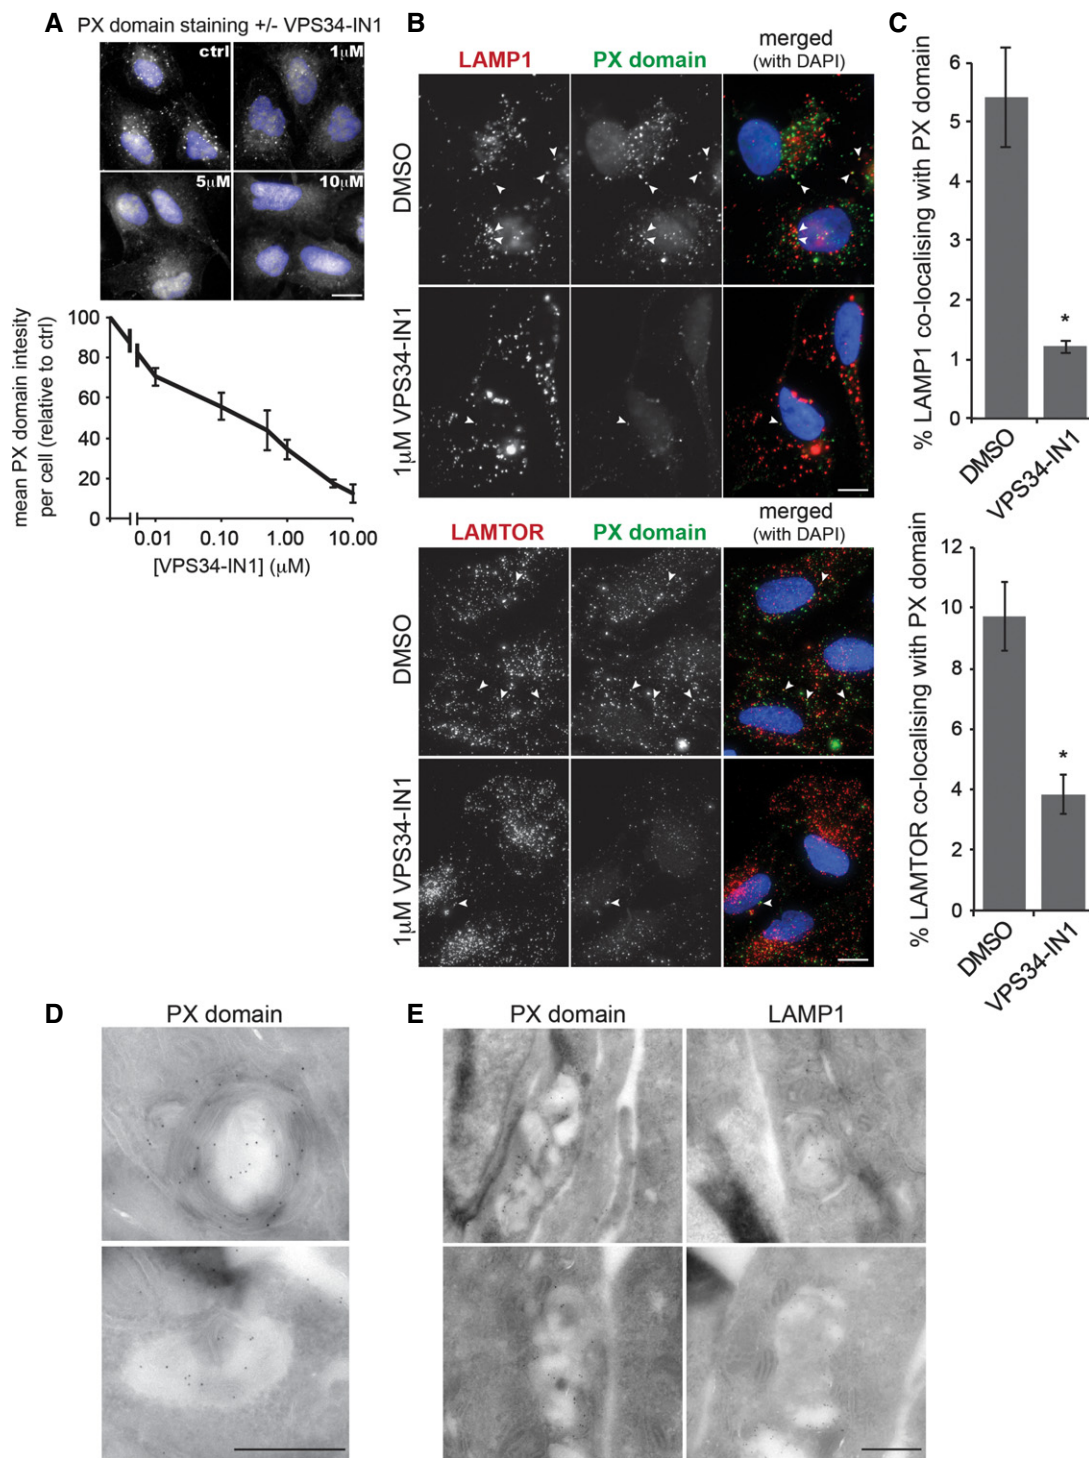 A
PX domain staining +/- VPS34-IN1
ctrl
1µM
5µM
10µM
mean PX domain intesity
per cell (relative to ctrl)
100
80
60
40
20
0
0.01
0.10
1.00
10.00
[VPS34-IN1] (µM)
B
LAMP1
PX domain
merged
(with DAPI)
DMSO
1µM VPS34-IN1
LAMTOR
PX domain
merged
(with DAPI)
DMSO
1µM VPS34-IN1
C
% LAMP1 co-localising with PX domain
6
5
4
3
2
1
0
*
DMSO
VPS34-IN1
% LAMTOR co-localising with PX domain
12
10
8
6
4
2
0
*
DMSO
VPS34-IN1
D
PX domain
E
PX domain
LAMP1